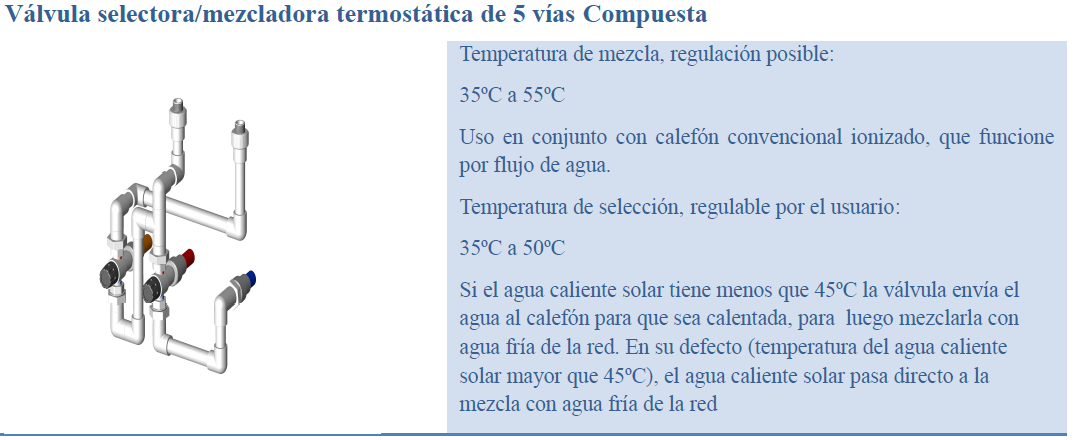 Válvula selectora/mezcladora termostática de 5 vías Compuesta
Temperatura de mezcla, regulación posible:
35ºC a 55ºC
Uso en conjunto con calefón convencional ionizado, que funcione
por flujo de agua.
Temperatura de selección, regulable por el usuario:
35ºC a 50ºC
Si el agua caliente solar tiene menos que 45ºC la válvula envía el
agua al calefón para que sea calentada, para luego mezclarla con
agua fría de la red. En su defecto (temperatura del agua caliente
solar mayor que 45ºC), el agua caliente solar pasa directo a la
mezcla con agua fría de la red